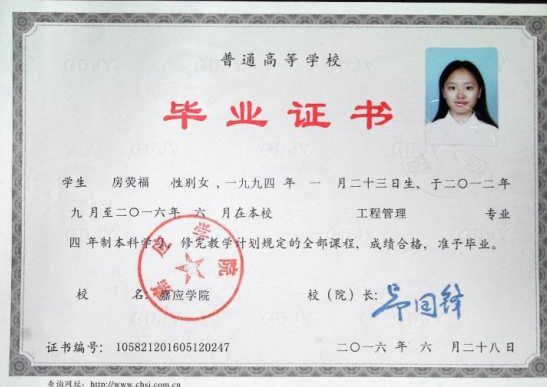 普通高等学校
毕业证书
学生 房荧福 性别女，一九九四年 一 月二十三日生，于二〇一二年
九月至二〇一六年 六 月在本校 工程管理 专业
四年制本科学习，修完教学计划规定的全部课程，成绩合格，准予毕业。
校 名：嘉应学院 校（院）长：
嘉应学院
证书编号： 105821201605120247 二〇一六年 六 月二十八日
查询网址： http://www.chsi.com.cn